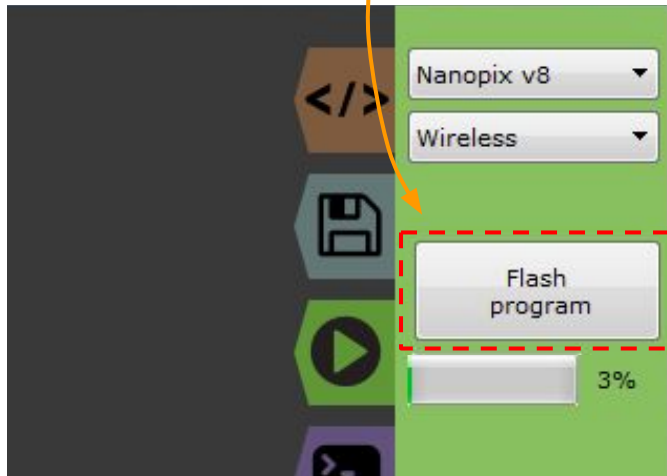 </>
Nanopix v8
Wireless
Flash
program
3%
>_